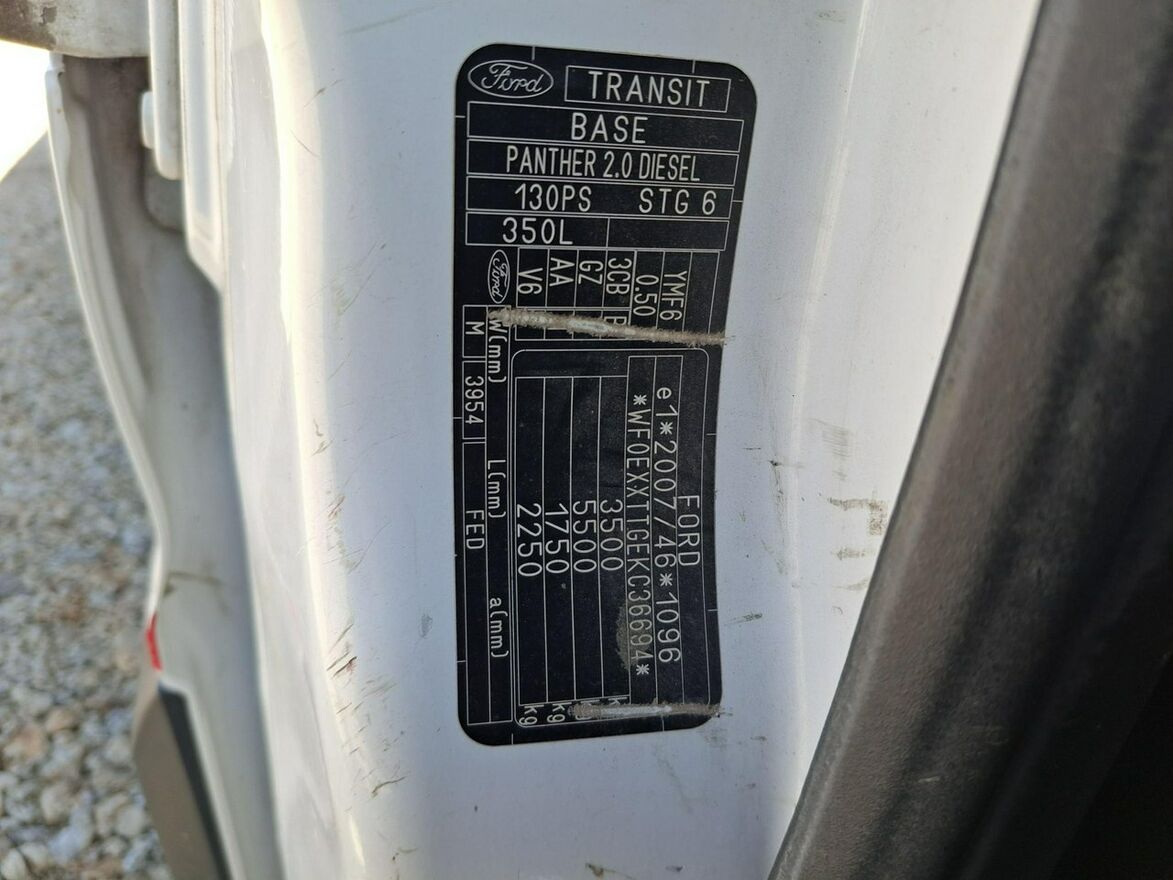 Ford
TRANSIT
BASE
PANTHER 2.0 DIESEL
130PS STG 6
350L
FORD
e1*2007/46*1096
*WF0EXXTTGEKC36694*
3500
5500
1750 kg
2250 kg
YMF6
0.50
3CB
GZ
AA
V6
Ford
W(mm) L(mm) a(mm)
M 3954 FED